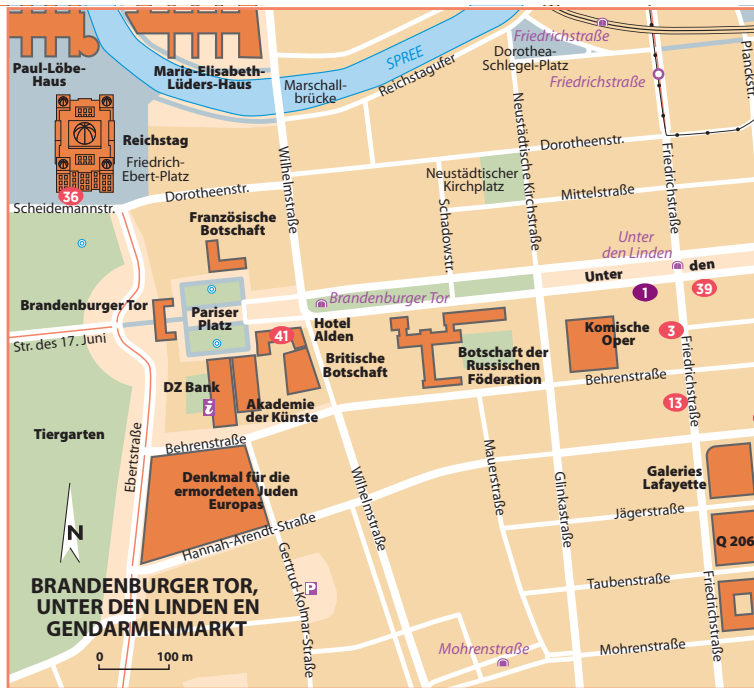 Paul-Löbe-
Haus
Marie-Elisabeth-
Lüders-Haus
SPREE
Friedrichstraße
Dorothea-
Schlegel-Platz
Friedrichstraße
Planckstr.
Marschall-
brücke
Reichstagufer
Reichstag
Friedrich-
Ebert-Platz
36
Scheidemannstr.
Dorotheenstr.
Wilhelmstraße
Dorotheenstr.
Neustädtische Kirchstraße
Friedrichstraße
Neustädtischer
Kirchplatz
Mittelstraße
Schadowstr.
Französische
Botschaft
Unter
den Linden
Unter
den
1
39
Brandenburger Tor
Pariser
Platz
Brandenburger Tor
Hotel
Alden
41
Str. des 17. Juni
Britische
Botschaft
Botschaft der
Russischen
Föderation
Komische
Oper
3
Friedrichstraße
Behrenstraße
DZ Bank
i
Akademie
der Künste
13
Tiergarten
Ebertstraße
Behrenstraße
Denkmal für die
ermordeten Juden
Europas
Wilhelmstraße
Mauerstraße
Glinkastraße
Galeries
Lafayette
Jägerstraße
Q 206
N
Hannah-Arendt-Straße
Gertrud-Kolmar-Straße
P
Taubenstraße
Friedrichstraße
BRANDENBURGER TOR,
UNTER DEN LINDEN EN
GENDARMENMARKT
0 100 m
Mohrenstraße
Mohrenstraße